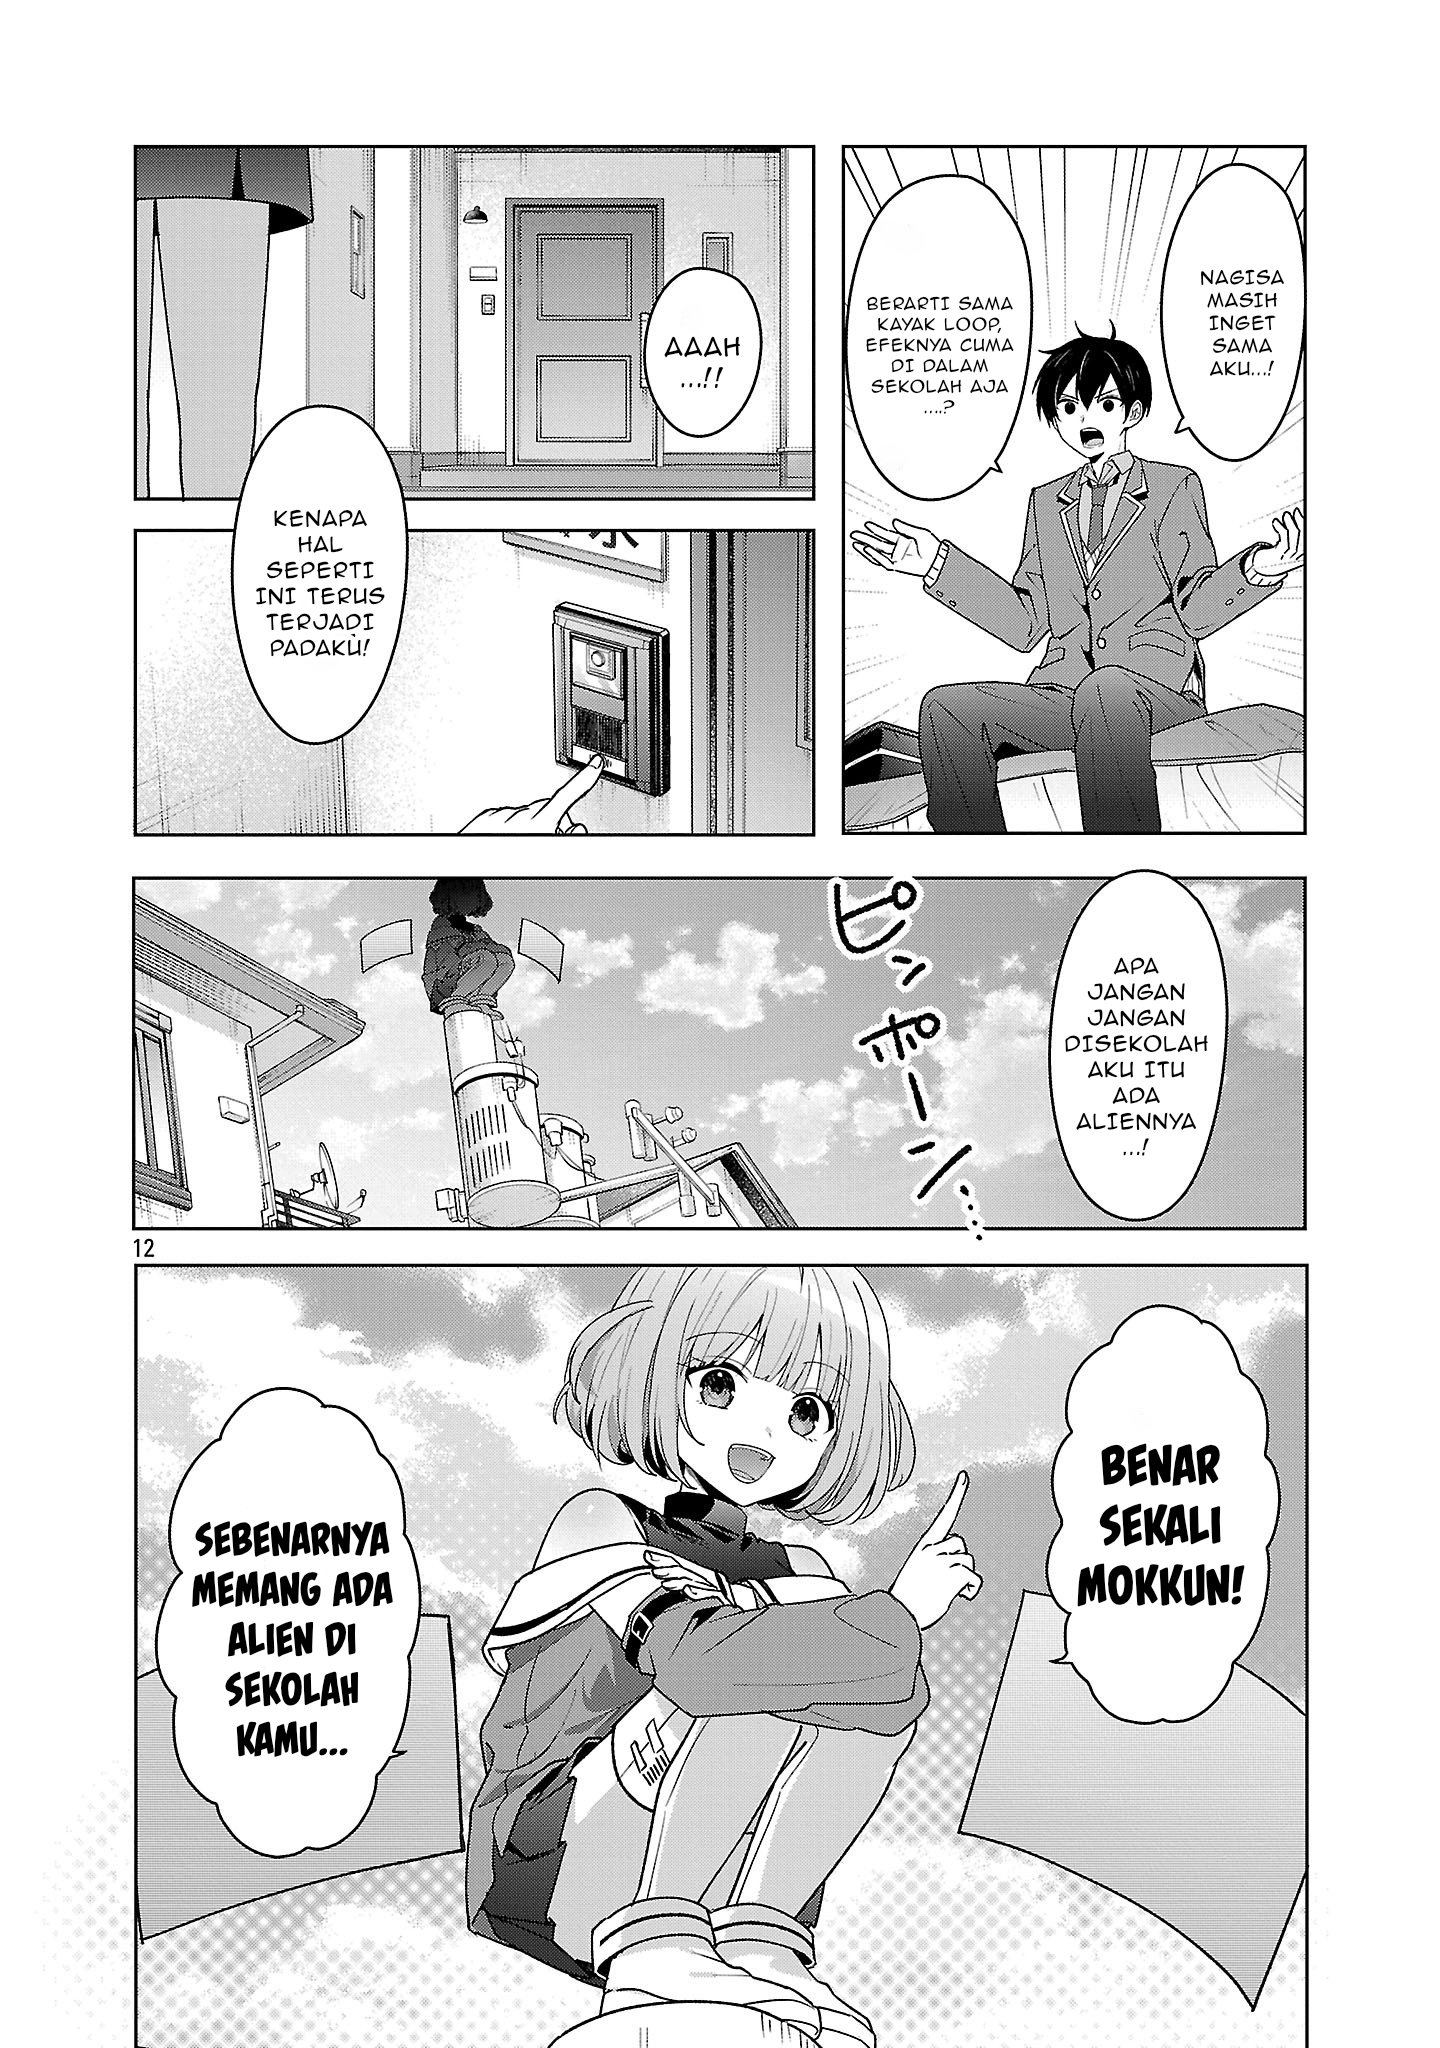 NAGISA
MASIH
INGET
SAMA
AKU...!
BERARTI SAMA
KAYAK LOOP,
EFEKNYA CUMA
DI DALAM
SEKOLAH AJA
....?
AAAH
...!!
KENAPA
HAL
SEPERTI
INI TERUS
TERJADI
PADAKU!
APA
JANGAN
JANGAN
DISEKOLAH
AKU ITU
ADA
ALIENNYA
...!
ピンポーン...
12
BENAR
SEKALI
MOKKUN!
SEBENARNYA
MEMANG ADA
ALIEN DI
SEKOLAH
KAMU...